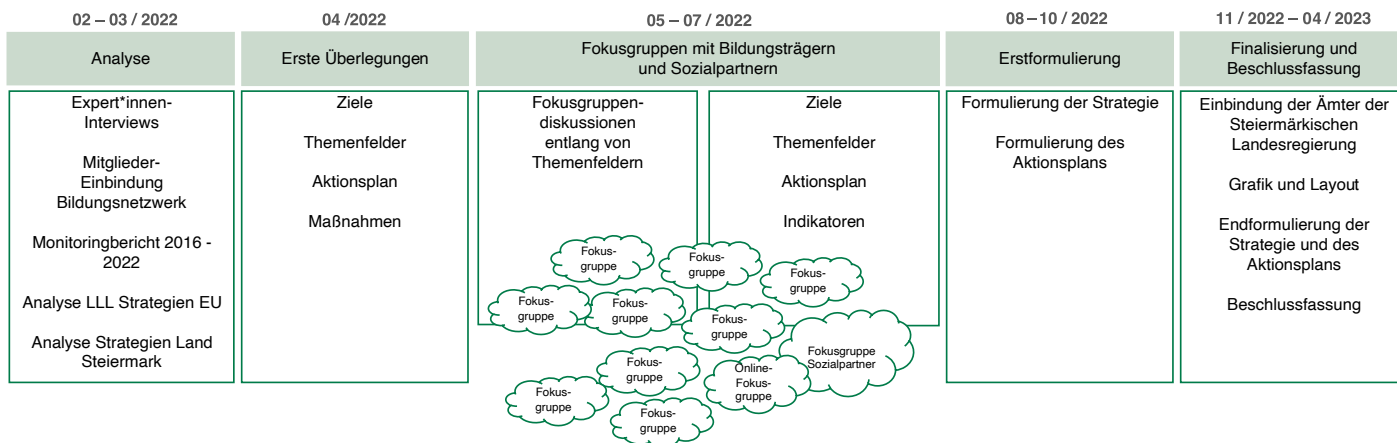 02 – 03 / 2022
Analyse
Expert*innen-
Interviews
Mitglieder-
Einbindung
Bildungsnetzwerk
Monitoringbericht 2016 -
2022
Analyse LLL Strategien EU
Analyse Strategien Land
Steiermark
04 /2022
Erste Überlegungen
Ziele
Themenfelder
Aktionsplan
Maßnahmen
05 – 07/2022
Fokusgruppen mit Bildungsträgern
und Sozialpartnern
Fokusgruppen-
diskussionen
entlang von
Themenfeldern
Ziele
Themenfelder
Aktionsplan
Indikatoren
Fokus-
gruppe
Fokus-
gruppe
Fokus-
gruppe
Fokus-
gruppe
Fokus-
gruppe
Fokus-
gruppe
Fokusgruppe
Sozialpartner
Fokus-
gruppe
Online-
Fokus-
gruppe
Fokus-
gruppe
Fokus-
gruppe
08 –10 / 2022
Erstformulierung
Formulierung der Strategie
Formulierung des
Aktionsplans
11 / 2022 – 04 / 2023
Finalisierung und
Beschlussfassung
Einbindung der Ämter der
Steiermärkischen
Landesregierung
Grafik und Layout
Endformulierung der
Strategie und des
Aktionsplans
Beschlussfassung